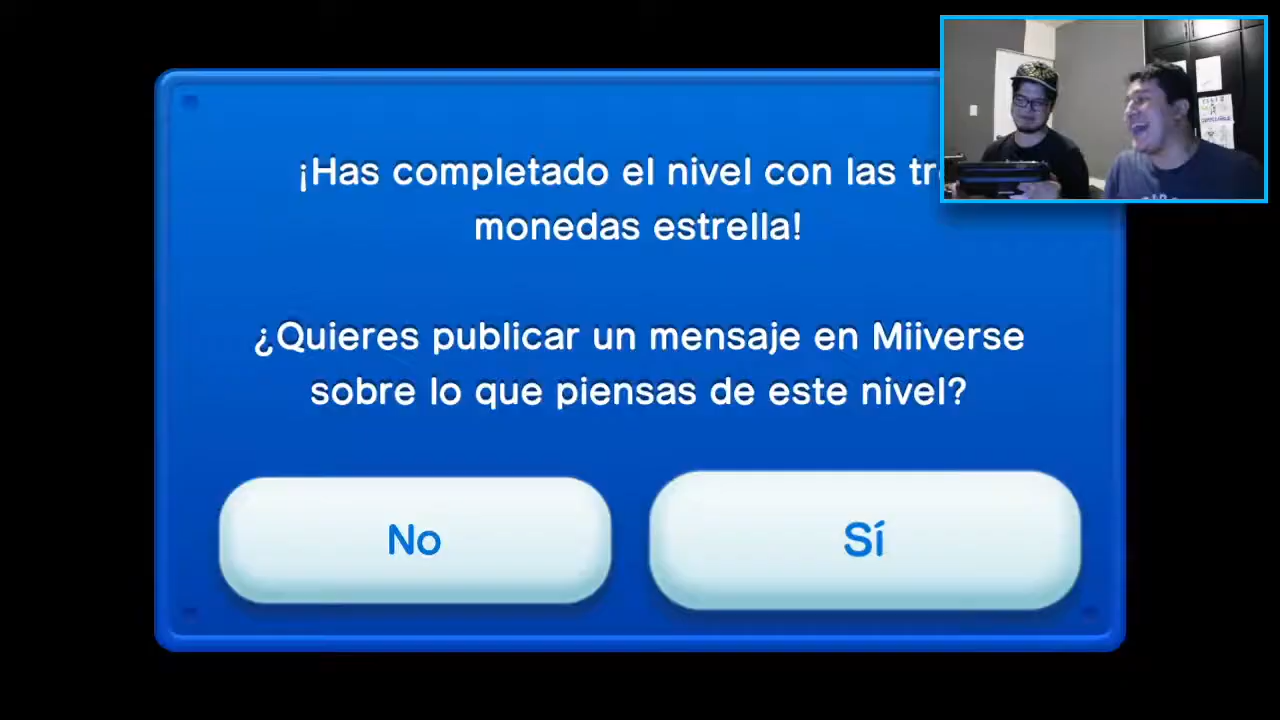 ¡Has completado el nivel con las
monedas estrella!
¿Quieres publicar un mensaje en Miiverse
sobre lo que piensas de este nivel?
No
Sí